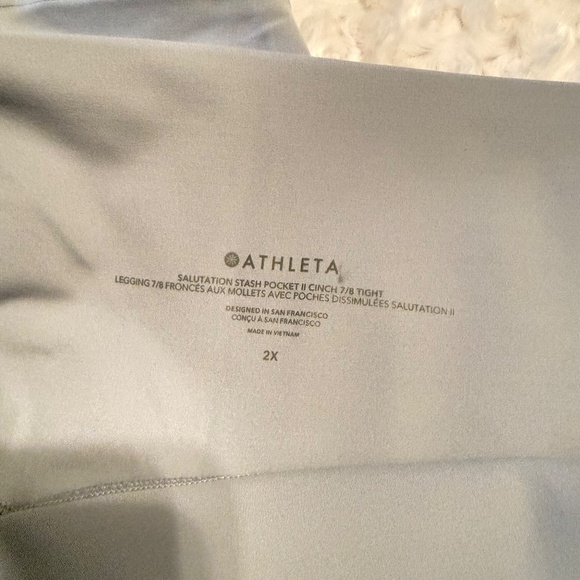 ATHLETA
SALUTATION STASH POCKET II CINCH 7/8 TIGHT
LEGGING 7/8 FRONCÉS AUX MOLLETS AVEC POCHES DISSIMULÉES SALUTATION II
DESIGNED IN SAN FRANCISCO
CONÇU À SAN FRANCISCO
MADE IN VIETNAM
2X